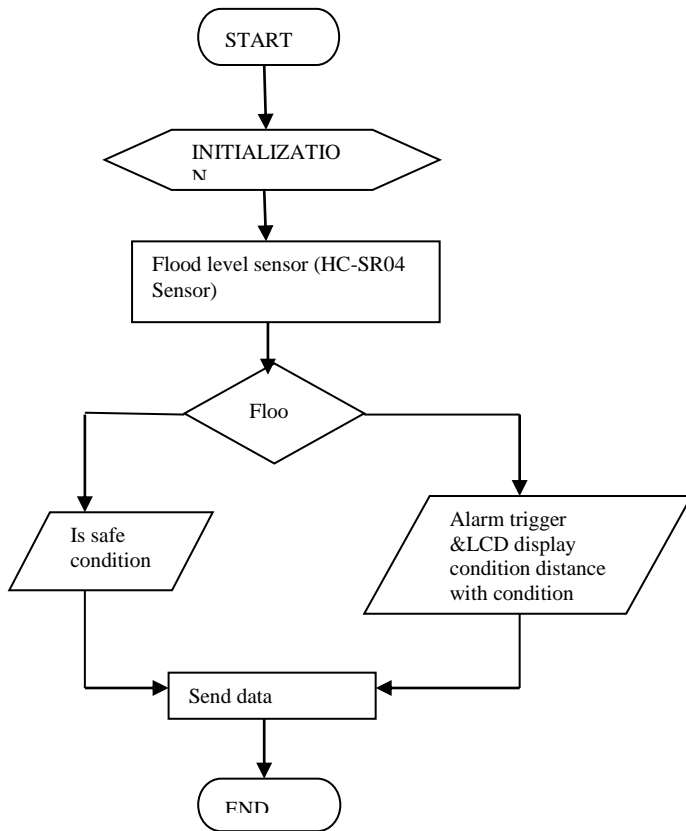 START
INITIALIZATIO
N
Flood level sensor (HC-SR04
Sensor)
Floo
Is safe
condition
Alarm trigger
&LCD display
condition distance
with condition
Send data
END